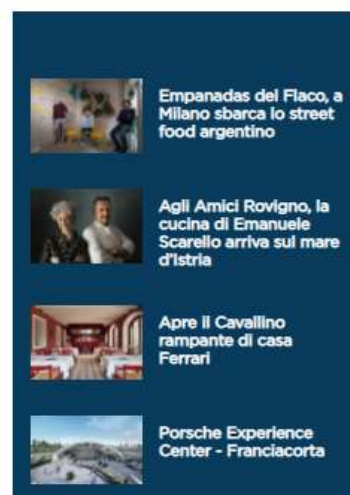 Empanadas del Flaco, a
Milano sbarca lo street
food argentino
Agli Amici Rovigno, la
cucina di Emanuele
Scarello arriva sul mare
d'Istria
Apre il Cavallino
rampante di casa
Ferrari
Porsche Experience
Center - Franciacorta